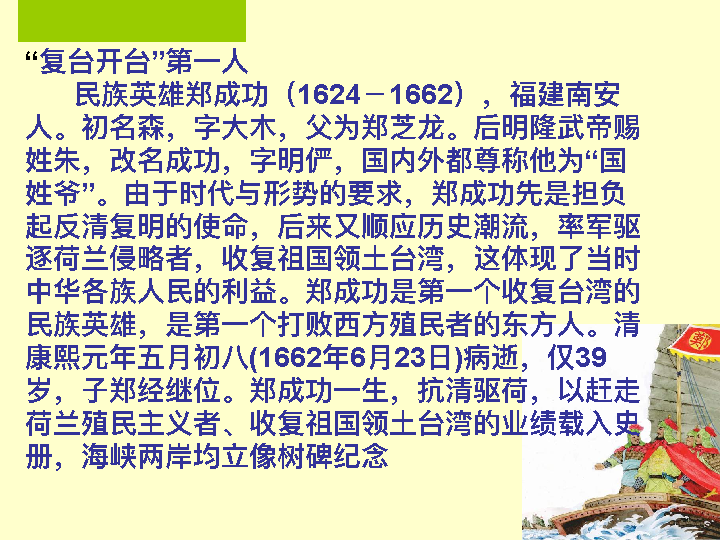 “复台开台”第一人
民族英雄郑成功（1624－1662），福建南安
人。初名森，字大木，父为郑芝龙。后明隆武帝赐
姓朱，改名成功，字明俨，国内外都尊称他为“国
姓爷”。由于时代与形势的要求，郑成功先是担负
起反清复明的使命，后来又顺应历史潮流，率军驱
逐荷兰侵略者，收复祖国领土台湾，这体现了当时
中华各族人民的利益。郑成功是第一个收复台湾的
民族英雄，是第一个打败西方殖民者的东方人。清
康熙元年五月初八(1662年6月23日)病逝，仅39
岁，子郑经继位。郑成功一生，抗清驱荷，以赶走
荷兰殖民主义者、收复祖国领土台湾的业绩载入史
册，海峡两岸均立像树碑纪念
鄭